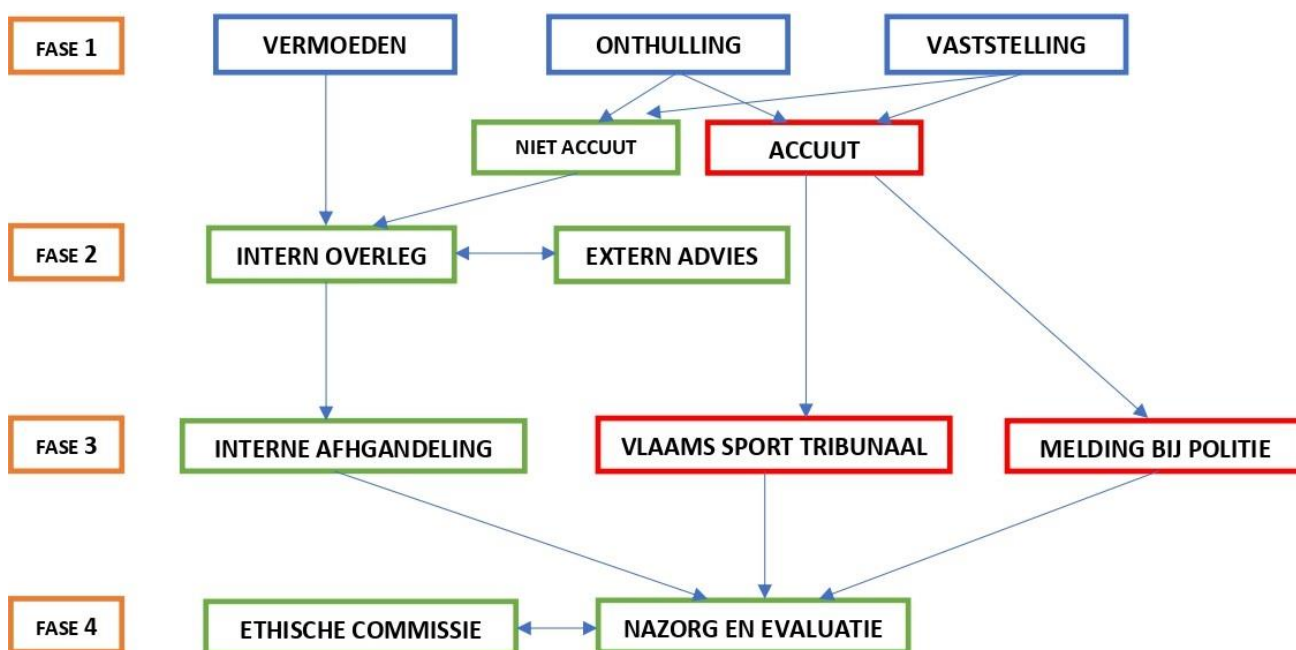 FASE 1
VERMOEDEN
ONTHULLING
VASTSTELLING
NIET ACCUUT
ACCUUT
FASE 2
INTERN OVERLEG
EXTERN ADVIES
FASE 3
INTERNE AFHGANDELING
VLAAMS SPORT TRIBUNAAL
MELDING BIJ POLITIE
FASE 4
ETHISCHE COMMISSIE
NAZORG EN EVALUATIE